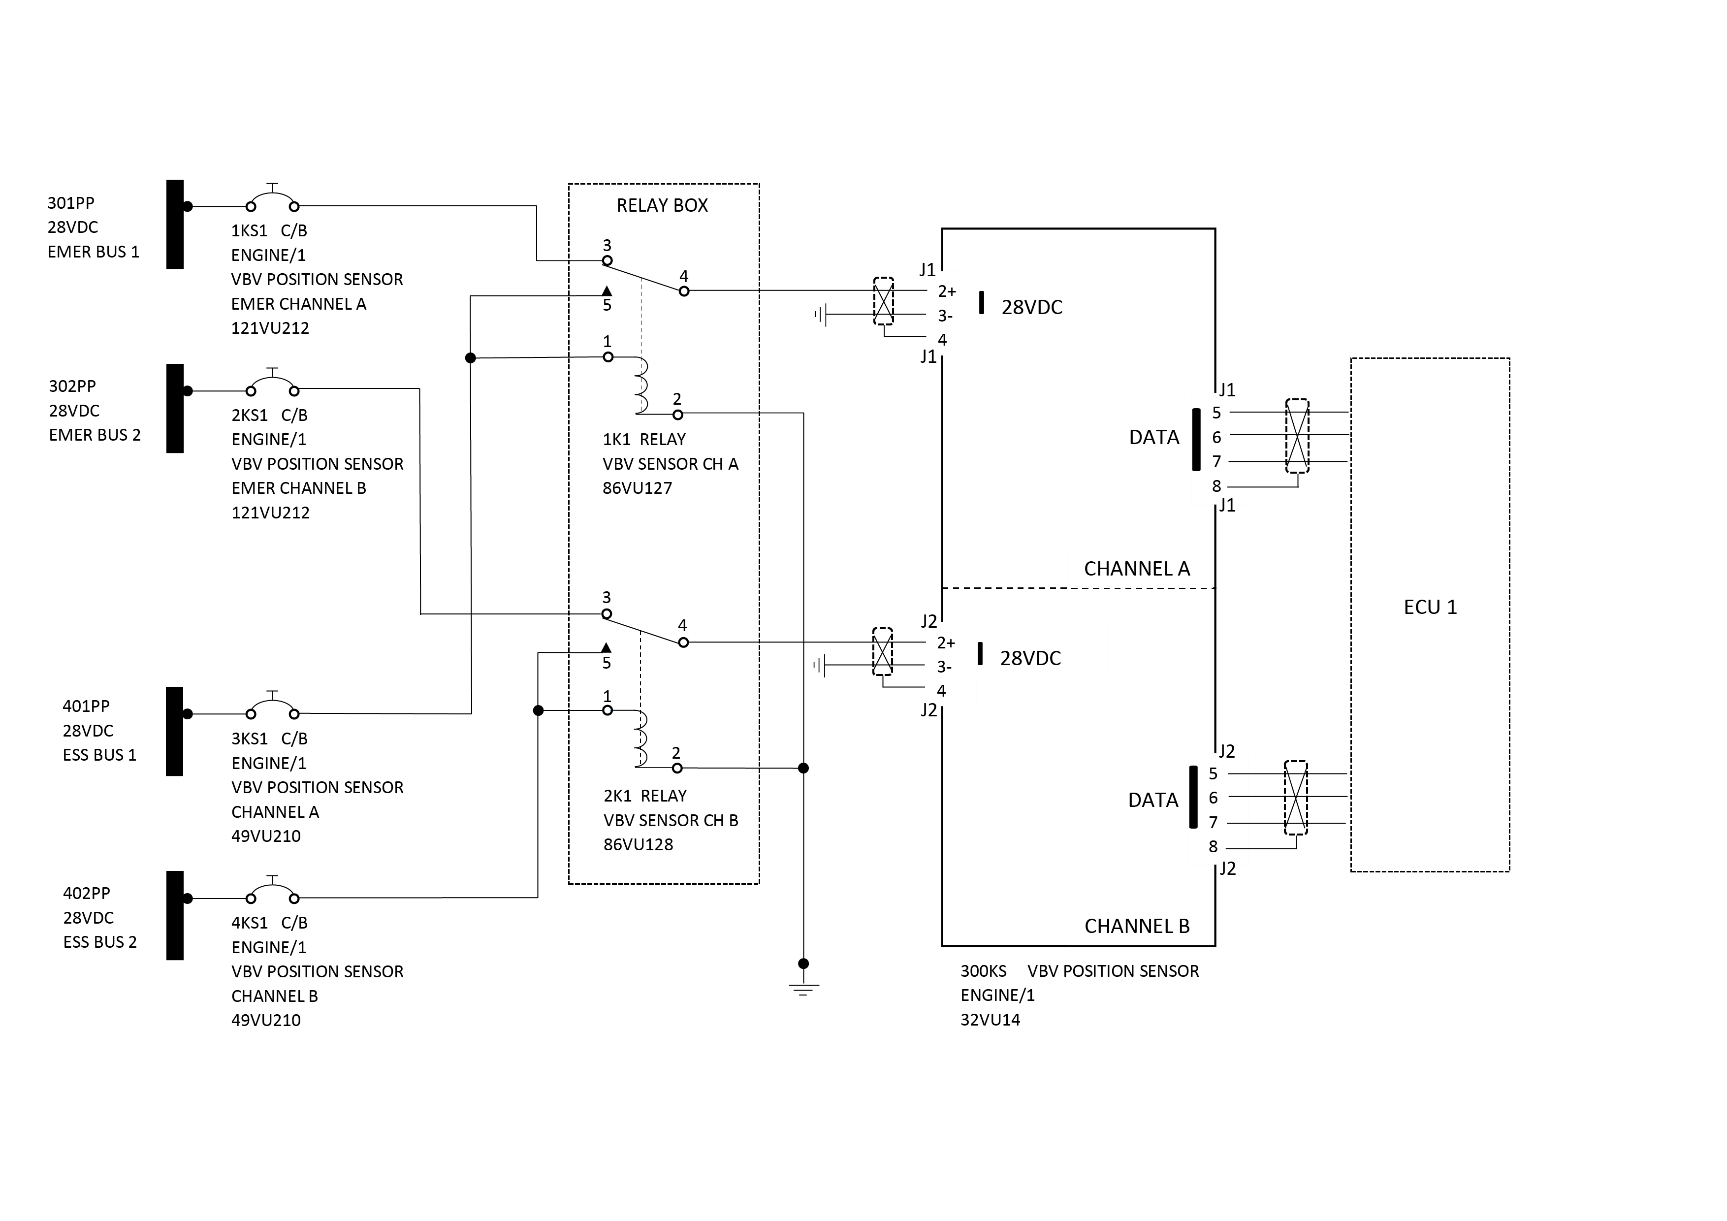 301PP
28VDC
EMER BUS 1
1KS1 C/B
ENGINE/1
VBV POSITION SENSOR
EMER CHANNEL A
121VU212
302PP
28VDC
EMER BUS 2
2KS1 C/B
ENGINE/1
VBV POSITION SENSOR
EMER CHANNEL B
121VU212
401PP
28VDC
ESS BUS 1
3KS1 C/B
ENGINE/1
VBV POSITION SENSOR
CHANNEL A
49VU210
402PP
28VDC
ESS BUS 2
4KS1 C/B
ENGINE/1
VBV POSITION SENSOR
CHANNEL B
49VU210
RELAY BOX
3
4
5
1
2
1K1 RELAY
VBV SENSOR CH A
86VU127
3
4
5
1
2
2K1 RELAY
VBV SENSOR CH B
86VU128
J1
2+
3-
4
J1
28VDC
J1
5
6
7
8
J1
DATA
CHANNEL A
J2
2+
3-
4
J2
28VDC
J2
5
6
7
8
J2
DATA
CHANNEL B
300KS VBV POSITION SENSOR
ENGINE/1
32VU14
ECU 1